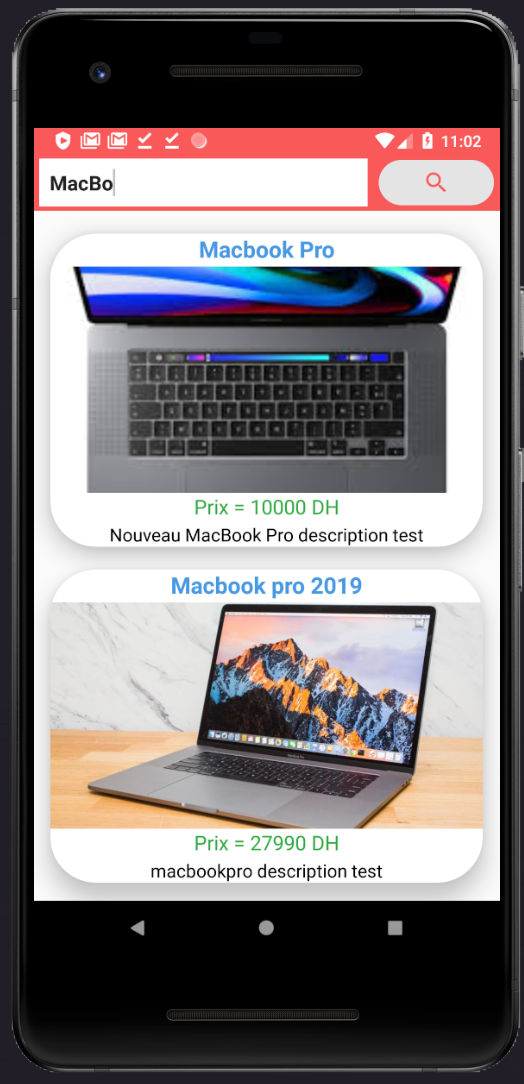 11:02
MacBo
Macbook Pro
Prix = 10000 DH
Nouveau MacBook Pro description test
Macbook pro 2019
Prix = 27990 DH
macbookpro description test